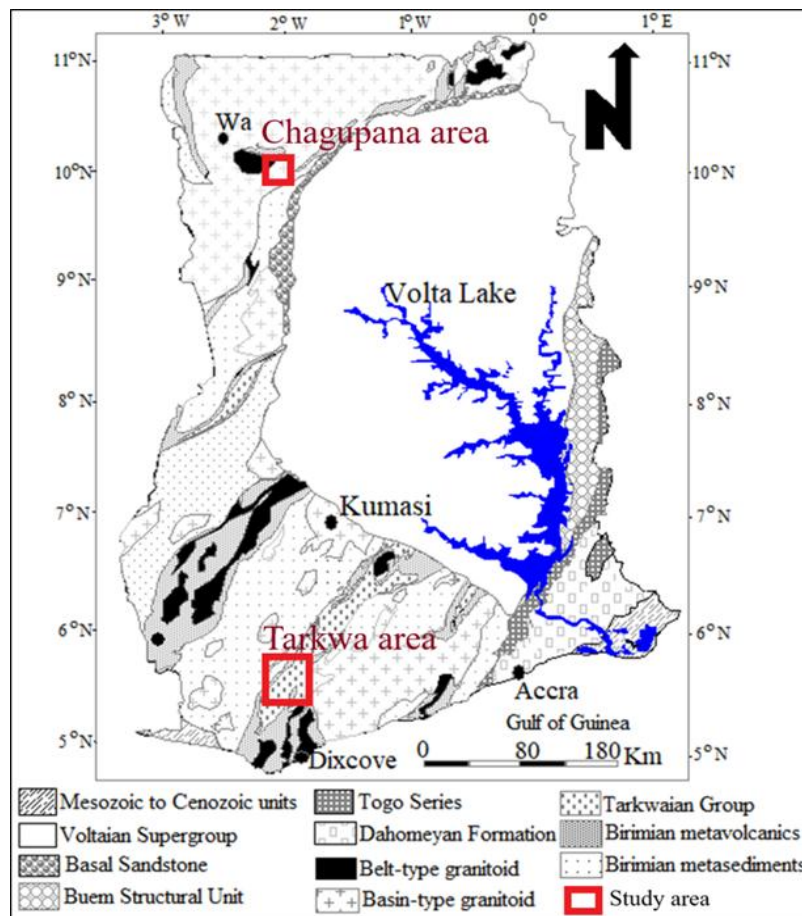 3° W 2° W 1°W 0° 1° E
11°N 11°N
Wa
Chagupana area
10°N 10°N
N
9°N 9°N
Volta Lake
8°N 8°N
7°N 7°N
Kumasi
6°N 6°N
Tarkwa area
Accra
Gulf of Guinea
5°N 5°N
Dixcove
0 80 180 Km
Mesozoic to Cenozoic units Togo Series Tarkwaian Group
Voltaian Supergroup Dahomeyan Formation Birimian metavolcanics
Basal Sandstone Belt-type granitoid Birimian metasediments
Buem Structural Unit Basin-type granitoid Study area